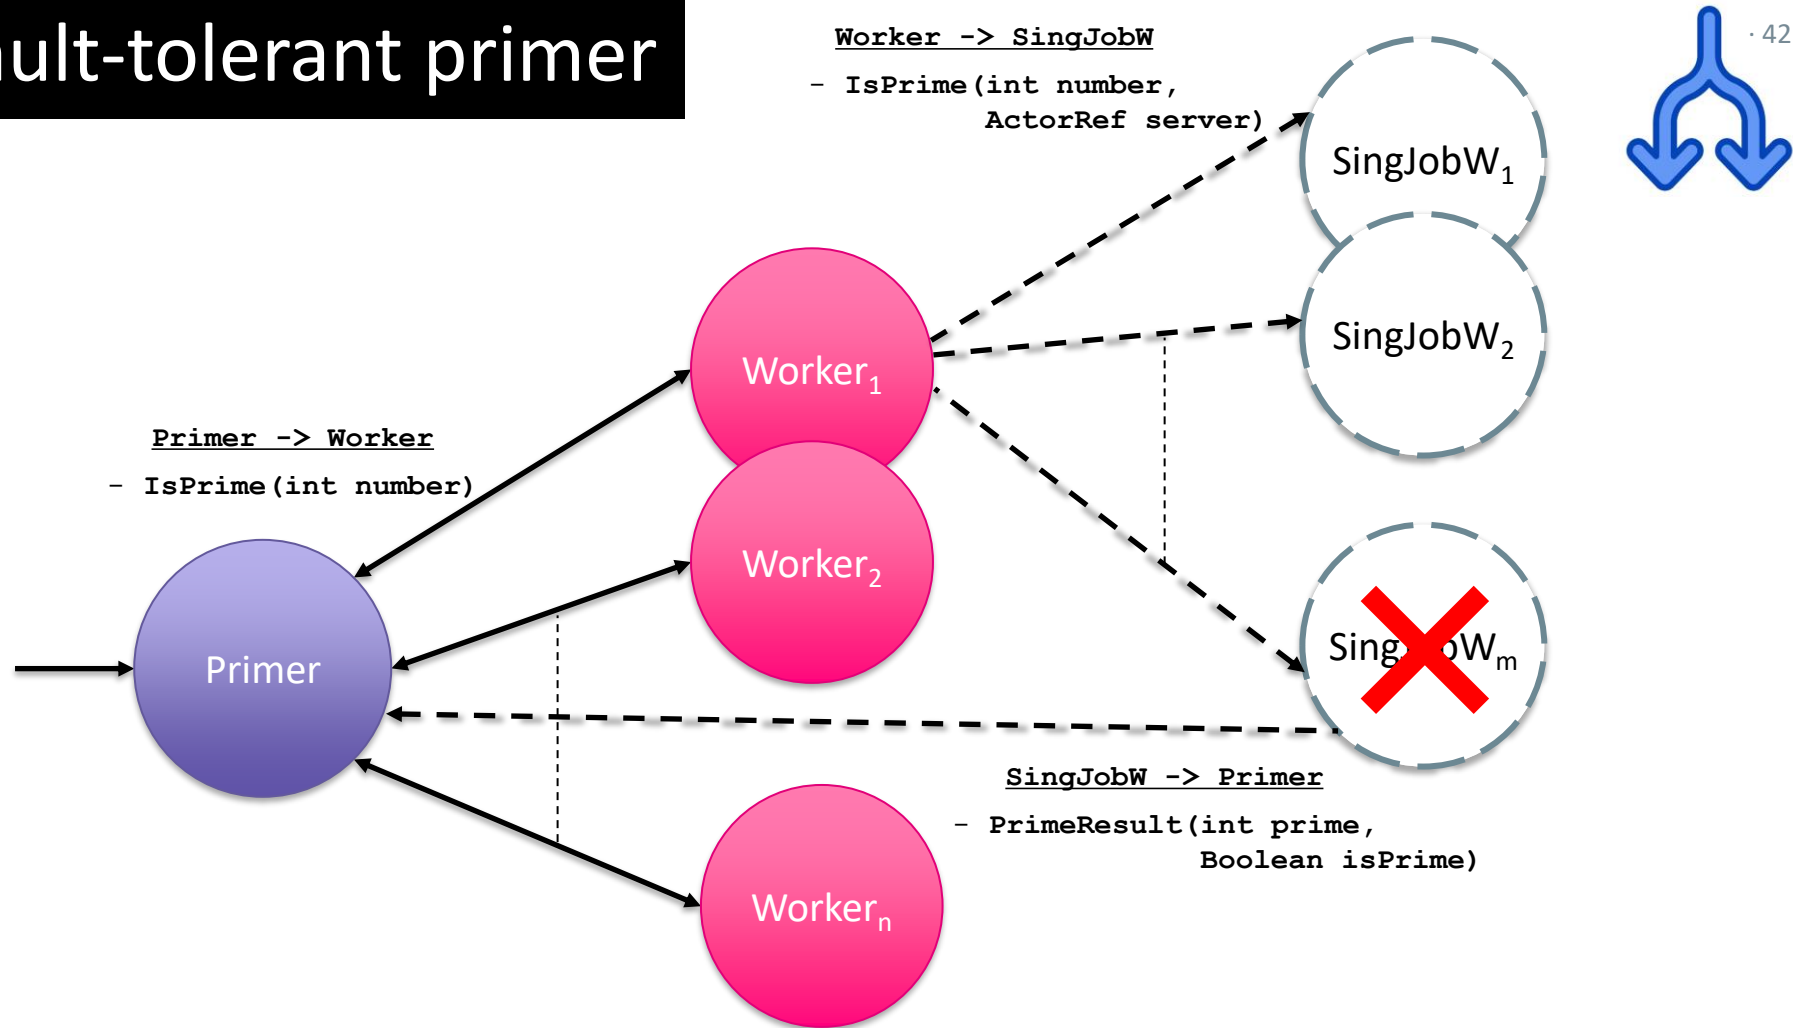 ult-tolerant primer
· 42
Worker -> SingJobW
– IsPrime(int number,
ActorRef server)
SingJobW1
SingJobW2
Worker1
Primer -> Worker
– IsPrime(int number)
Worker2
Primer
SingJobWm
SingJobW -> Primer
– PrimeResult(int prime,
Boolean isPrime)
Workern